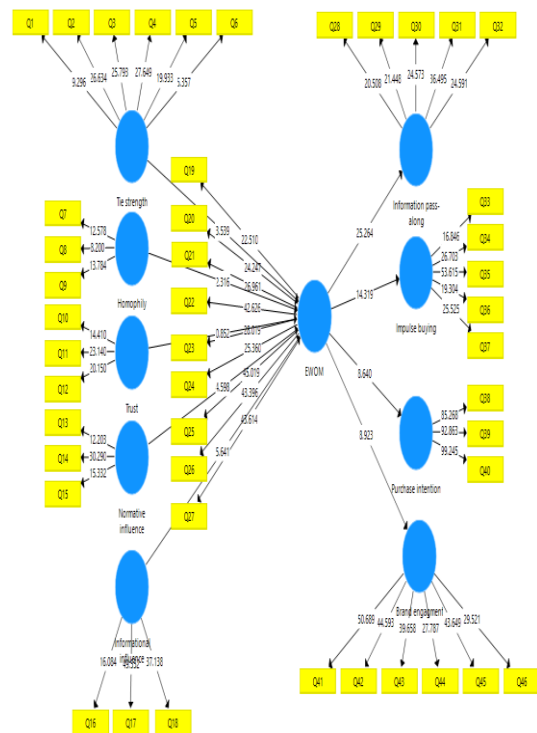 Q1 Q2 Q3 Q4 Q5 Q6
Q28 Q29 Q30 Q31 Q32
9.296 26.634 25.793 27.649 19.933 3.357
20.508 21.448 24.573 36.495 24.591
Tie strength
Information pass-
along
Q19
Q20
Q21
Q22
Q23
Q24
Q25
Q26
Q27
22.510
24.247
26.961
42.626
25.360
45.019
43.396
Q7
Q8
Q9
12.578
8.200
13.784
Homophily
Q10
Q11
Q12
14.410
23.140
20.150
Trust
Q13
Q14
Q15
12.203
30.290
15.332
Normative
influence
3.539
2.316
0.852
4.598
5.641
EWOM
25.264
14.319
8.923
Q33
Q34
Q35
Q36
Q37
16.846
26.703
53.615
19.304
25.525
Impulse buying
Q38
Q39
Q40
85.268
92.863
99.245
Purchase intention
Informational
influence
16.084
37.138
Q16 Q17 Q18
Brand engagment
50.689 44.593 39.658 27.787 43.649 29.521
Q41 Q42 Q43 Q44 Q45 Q46